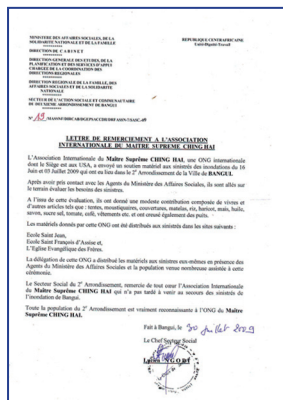 MINISTERE DES AFFAIRES SOCIALES, DE LA
SOLIDARITE NATIONALE ET DE LA FAMILLE
REPUBLIQUE CENTRAFRICAINE
Unité-Dignité-Travail
DIRECTION DE CABINET
DIRECTION GENERALE DES ETUDES, DE LA
PLANIFICATION ET DES SERVICES D'APPUI
CHARGEE DE LA COORDINATION DES
DIRECTIONS REGIONALES
DIRECTION REGIONALE DE LA FAMILLE, DES
AFFAIRES SOCIALES ET DE LA SOLIDARITE
NATIONALE
SECTEUR DE L'ACTION SOCIALE ET COMMUNAUTAIRE
DU DEUXIEME ARRONDISSEMENT DE BANGUI
LETTRE DE REMERCIEMENT A L'ASSOCIATION
INTERNATIONALE DU MAITRE SUPREME CHING HAI
L'Association Internationale du Maître Suprême CHING HAI, une ONG internationale
dont le Siège est aux USA, a envoyé un soutien matériel aux sinistrés des inondations du 16
Juin et 03 Juillet 2009 qui ont eu lieu dans le 2e Arrondissement de la Ville de BANGUI.
Après avoir pris contact avec les Agents du Ministère des Affaires Sociales, ils sont allés sur
le terrain évaluer les besoins des sinistrés.
A l'issu de cette évaluation, ils ont donné une modeste contribution composée de vivres et
d'autres articles tels que : tentes, moustiquaires, couvertures, matelas, riz, haricot, maïs, huile,
savon, sucre sel, tomate, colé, vêtements etc. et ont creusé également des puits.
Les matériels donnés par cette ONG ont été distribués aux sinistrés dans les sites suivants :
Ecole Saint Jean,
Ecole Saint François d'Assise et,
L'Eglise Evangélique des Frères.
La délégation de cette ONG a distribué les matériels aux sinistrés eux-mêmes en présence des
Agents du Ministère des Affaires Sociales et la population venue nombreuse assister à cette
cérémonie.
Le Secteur Social du 2e Arrondissement, remercie de tout cœur l'Association Internationale
du Maître Suprême CHING HAI qui n'a pas tardé à venir au secours des sinistrés de
l'inondation de Bangui.
Toute la population du 2e Arrondissement est vraiment reconnaissante à l'ONG du Maître
Suprême CHING HAI.
Fait à Bangui, le 30 juillet 2009
Le Chef Secteur Social